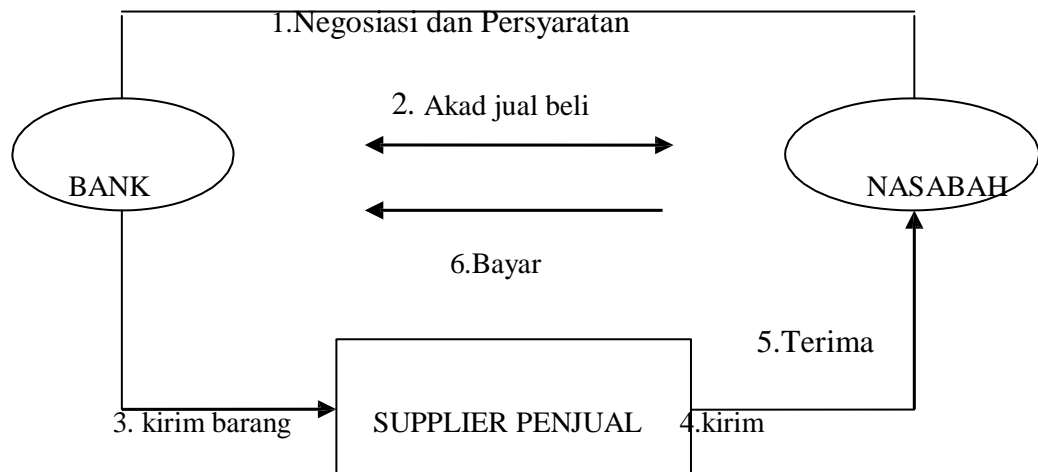 1.Negosiasi dan Persyaratan
2. Akad jual beli
BANK
NASABAH
6.Bayar
5.Terima
3. kirim barang
SUPPLIER PENJUAL
4.kirim